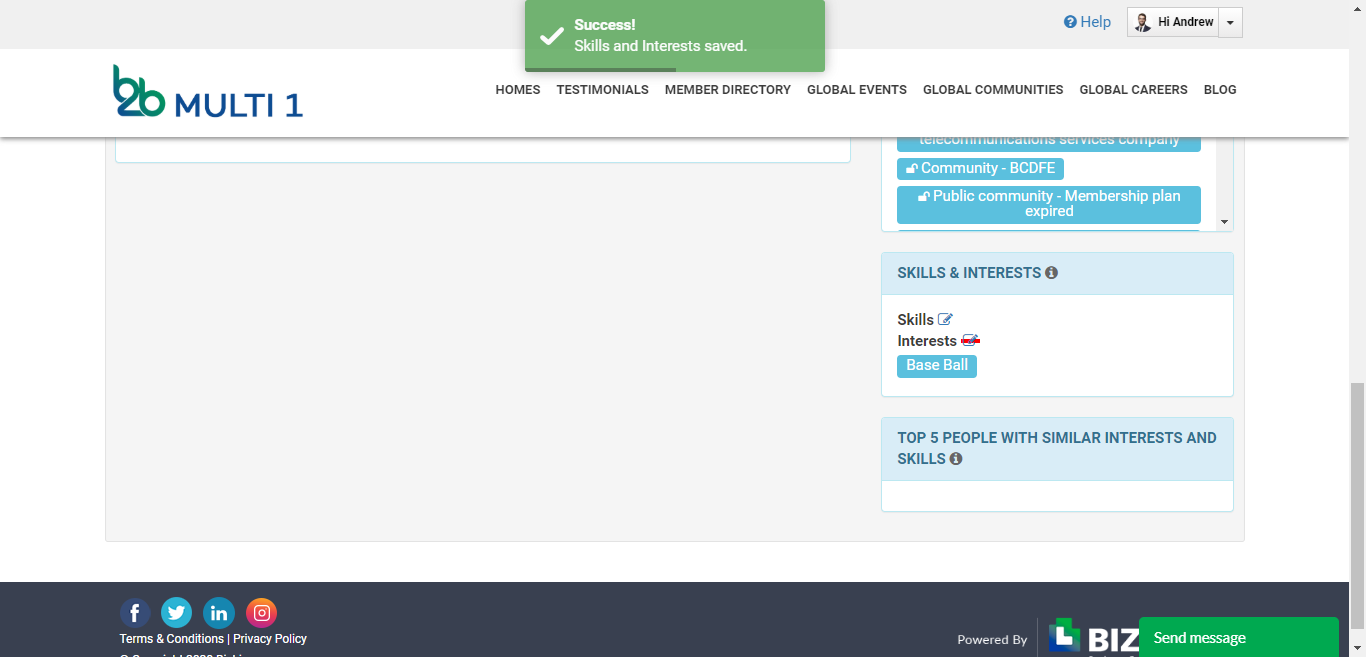 Success!
Skills and Interests saved.
Help
Hi Andrew
b2b MULTI 1
HOMES TESTIMONIALS MEMBER DIRECTORY GLOBAL EVENTS GLOBAL COMMUNITIES GLOBAL CAREERS BLOG
telecommunications services company
Community - BCDFE
Public community - Membership plan
expired
SKILLS & INTERESTS
Skills
Interests
Base Ball
TOP 5 PEOPLE WITH SIMILAR INTERESTS AND
SKILLS
Terms & Conditions | Privacy Policy
Powered By
BIZ
Send message